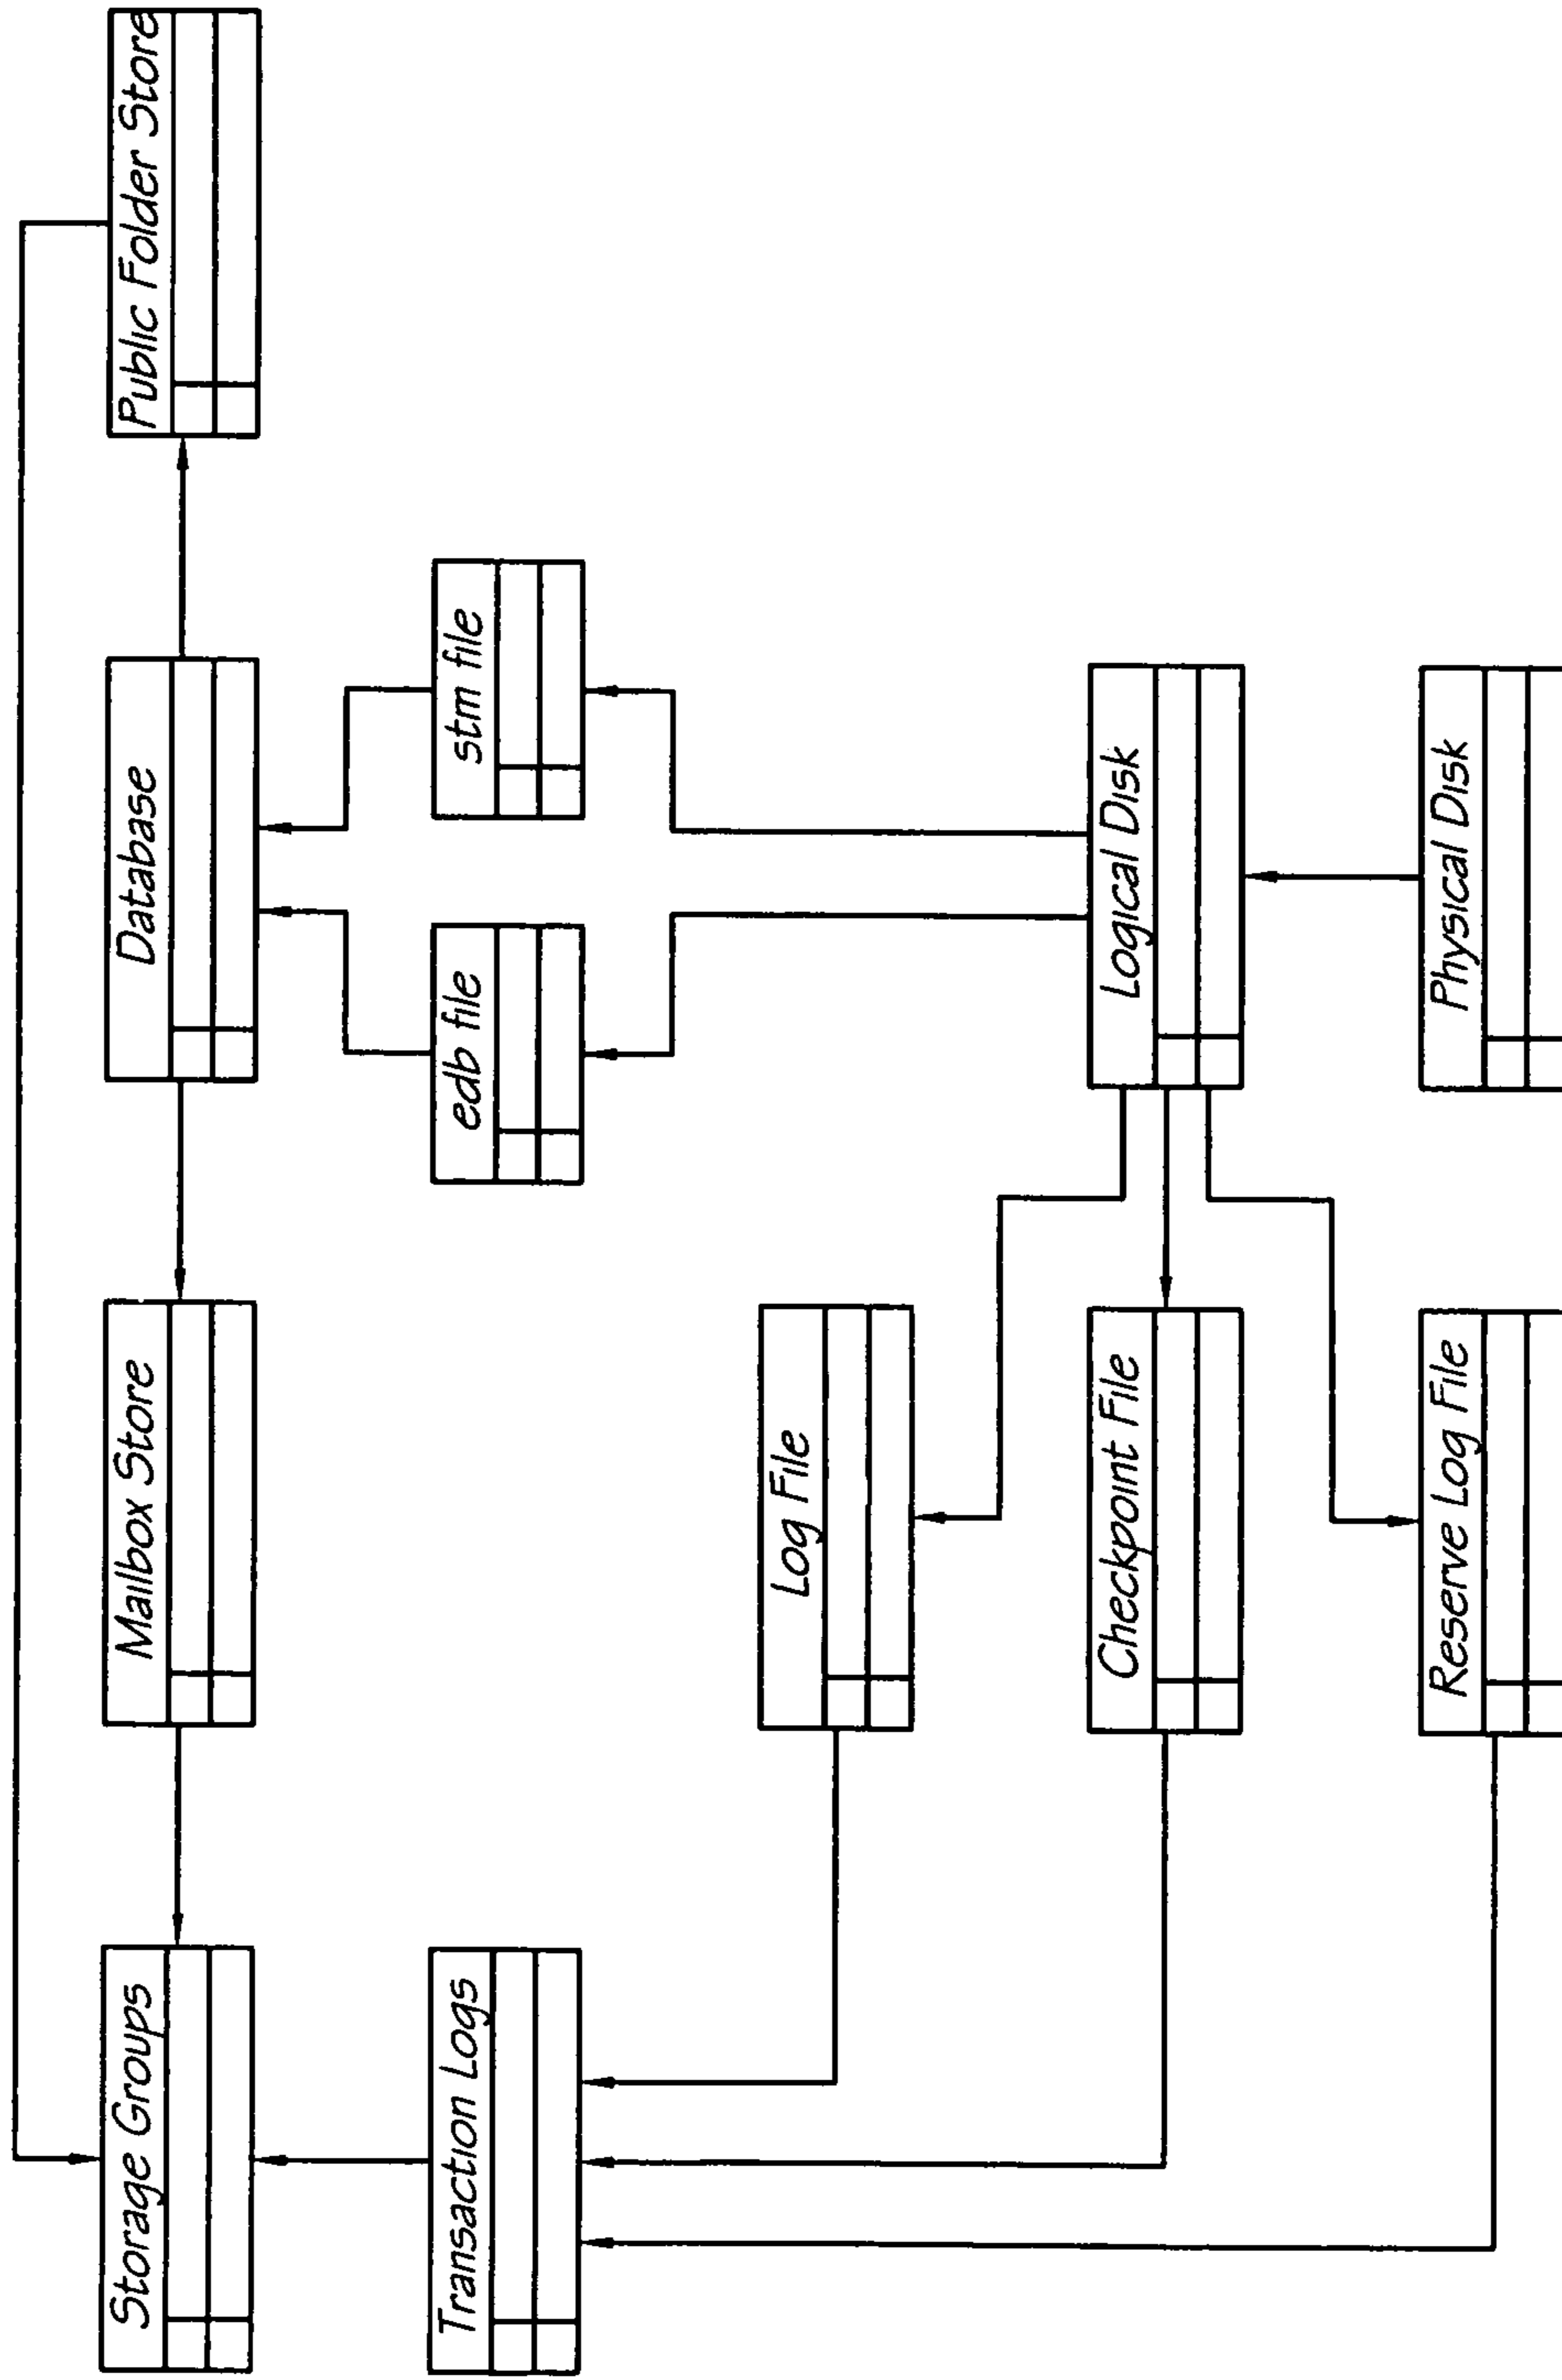 Storage Groups
Mailbox Store
Database
Public Folder Store
Transaction Logs
edb file
stm file
Log File
Checkpoint File
Logical Disk
Reserve Log File
Physical Disk